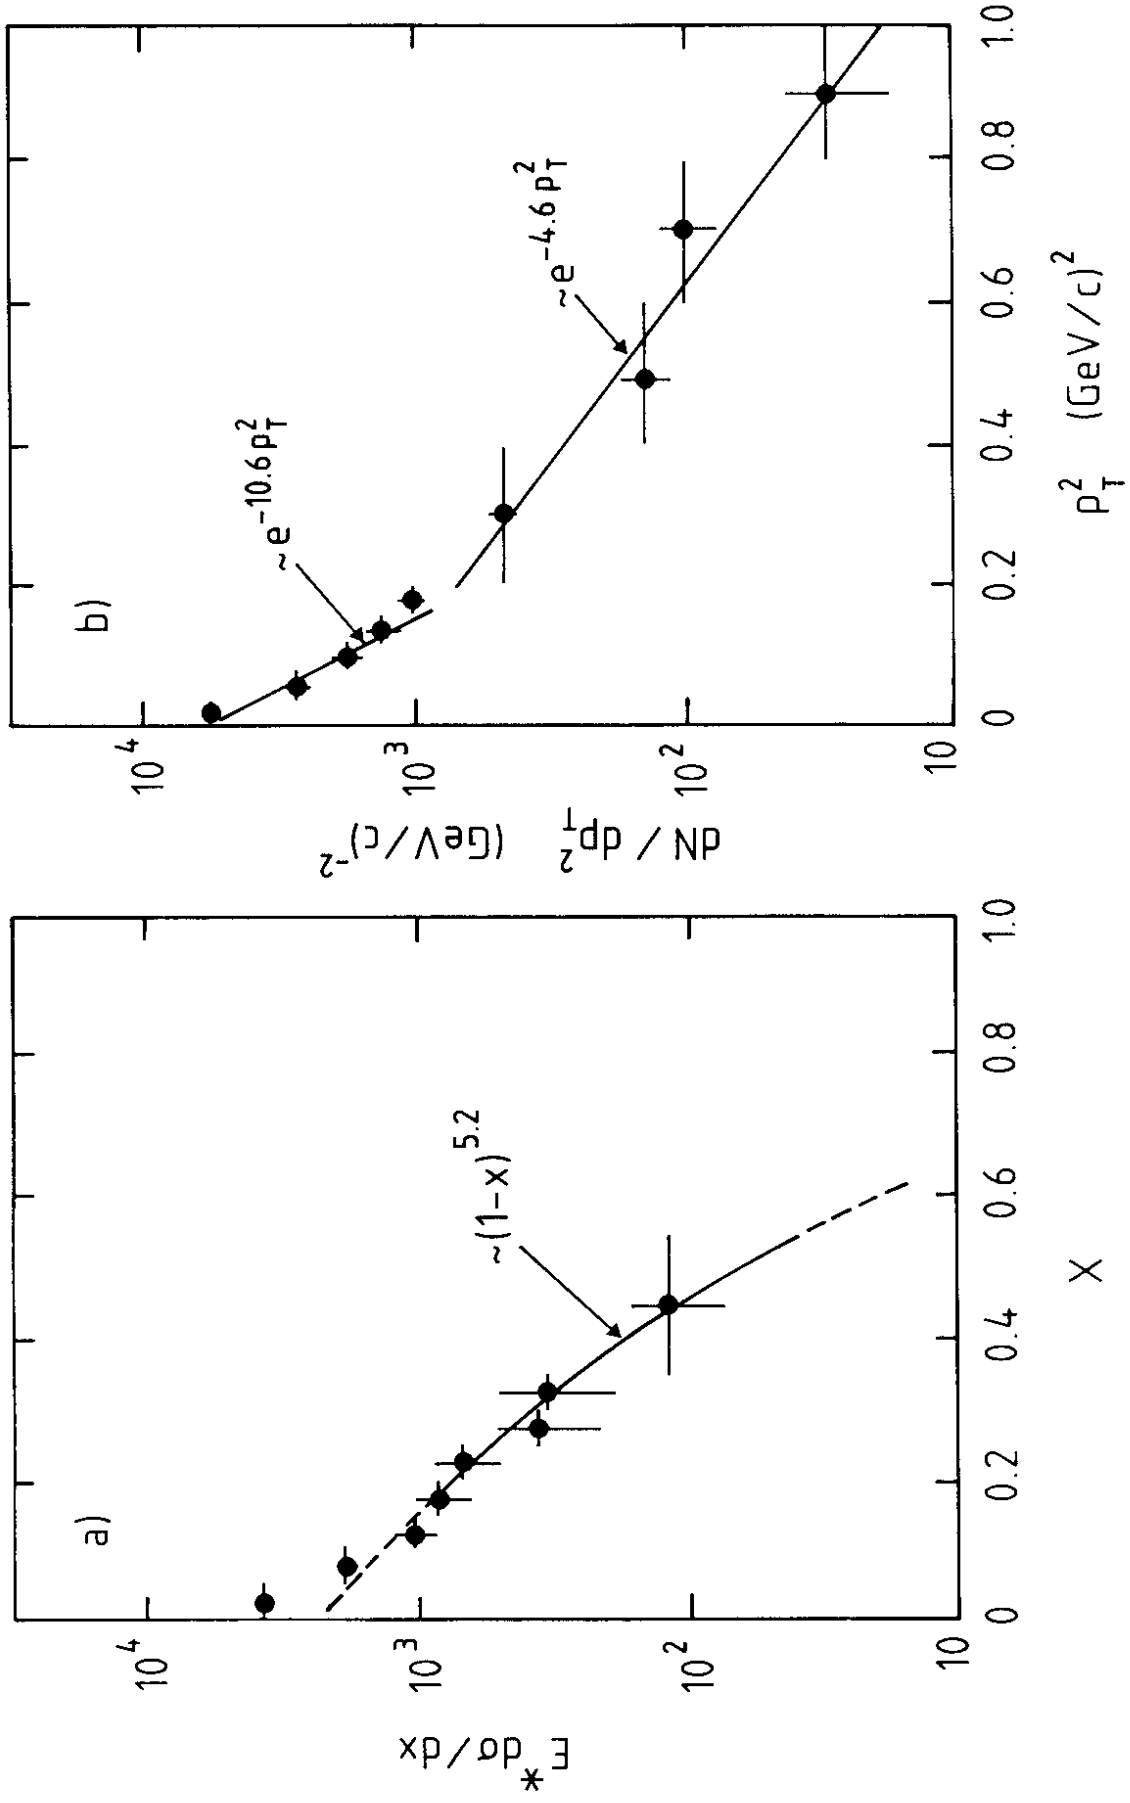 a)
10^4
10^3
10^2
10
E* dσ/dx
~(1-x)^5.2
0 0.2 0.4 0.6 0.8 1.0
X
b)
10^4
10^3
10^2
10
dN/dp_T^2 (GeV/c)^-2
~e^-10.6 p_T^2
~e^-4.6 p_T^2
0 0.2 0.4 0.6 0.8 1.0
p_T^2 (GeV/c)^2